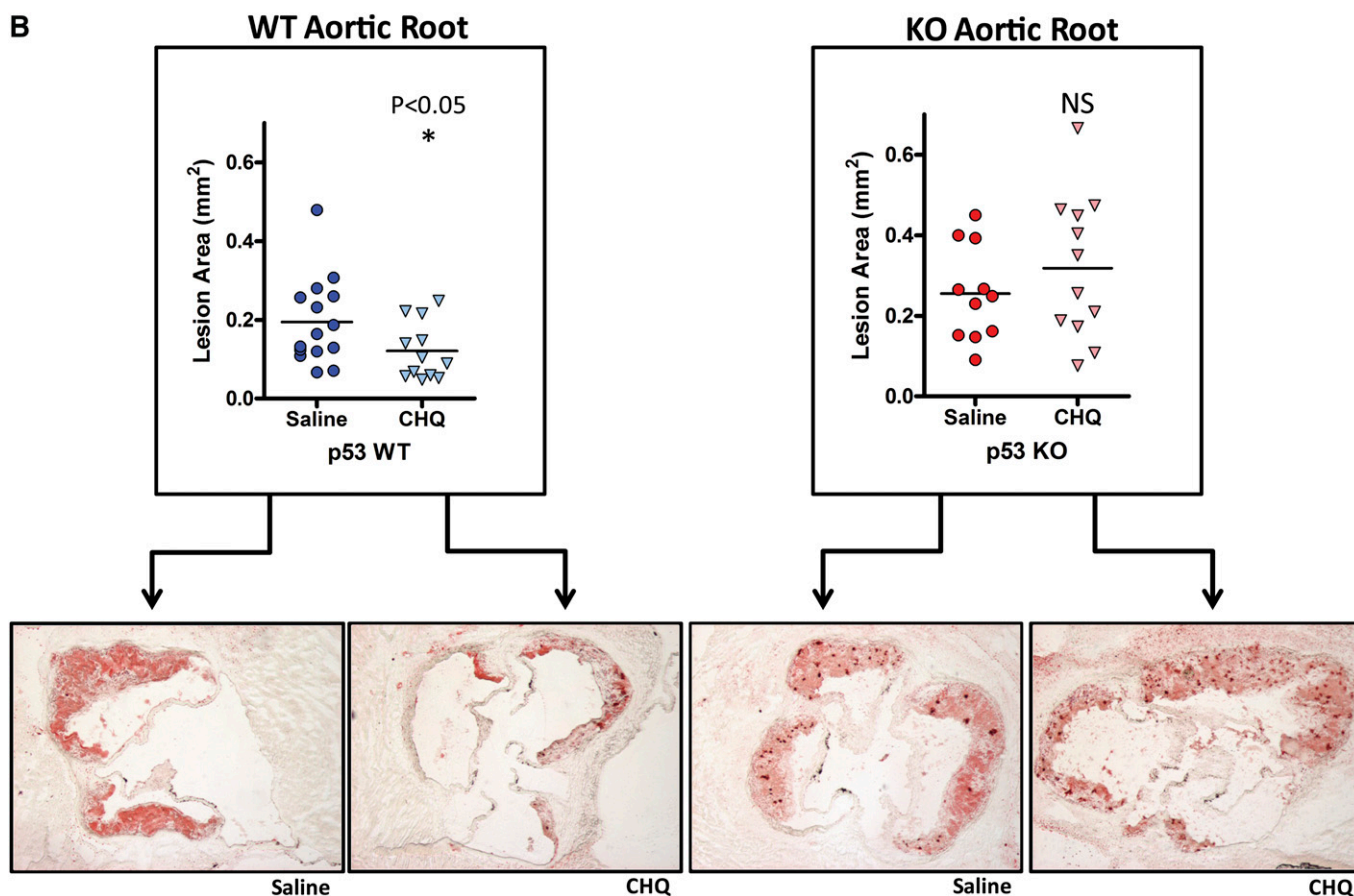 B
WT Aortic Root
P<0.05
*
Lesion Area (mm²)
0.6
0.4
0.2
0.0
Saline
CHQ
p53 WT
KO Aortic Root
NS
Lesion Area (mm²)
0.6
0.4
0.2
0.0
Saline
CHQ
p53 KO
Saline
CHQ
Saline
CHQ